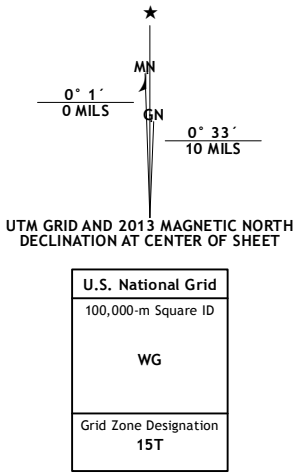 ★
MN
GN
0° 1´
0 MILS
0° 33´
10 MILS
UTM GRID AND 2013 MAGNETIC NORTH
DECLINATION AT CENTER OF SHEET
U.S. National Grid
100,000-m Square ID
WG
Grid Zone Designation
15T